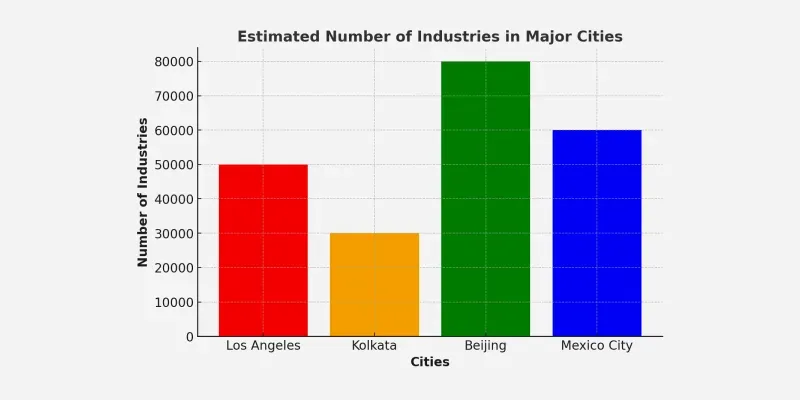 Estimated Number of Industries in Major Cities
Number of Industries
80000
70000
60000
50000
40000
30000
20000
10000
0
Los Angeles Kolkata Beijing Mexico City
Cities